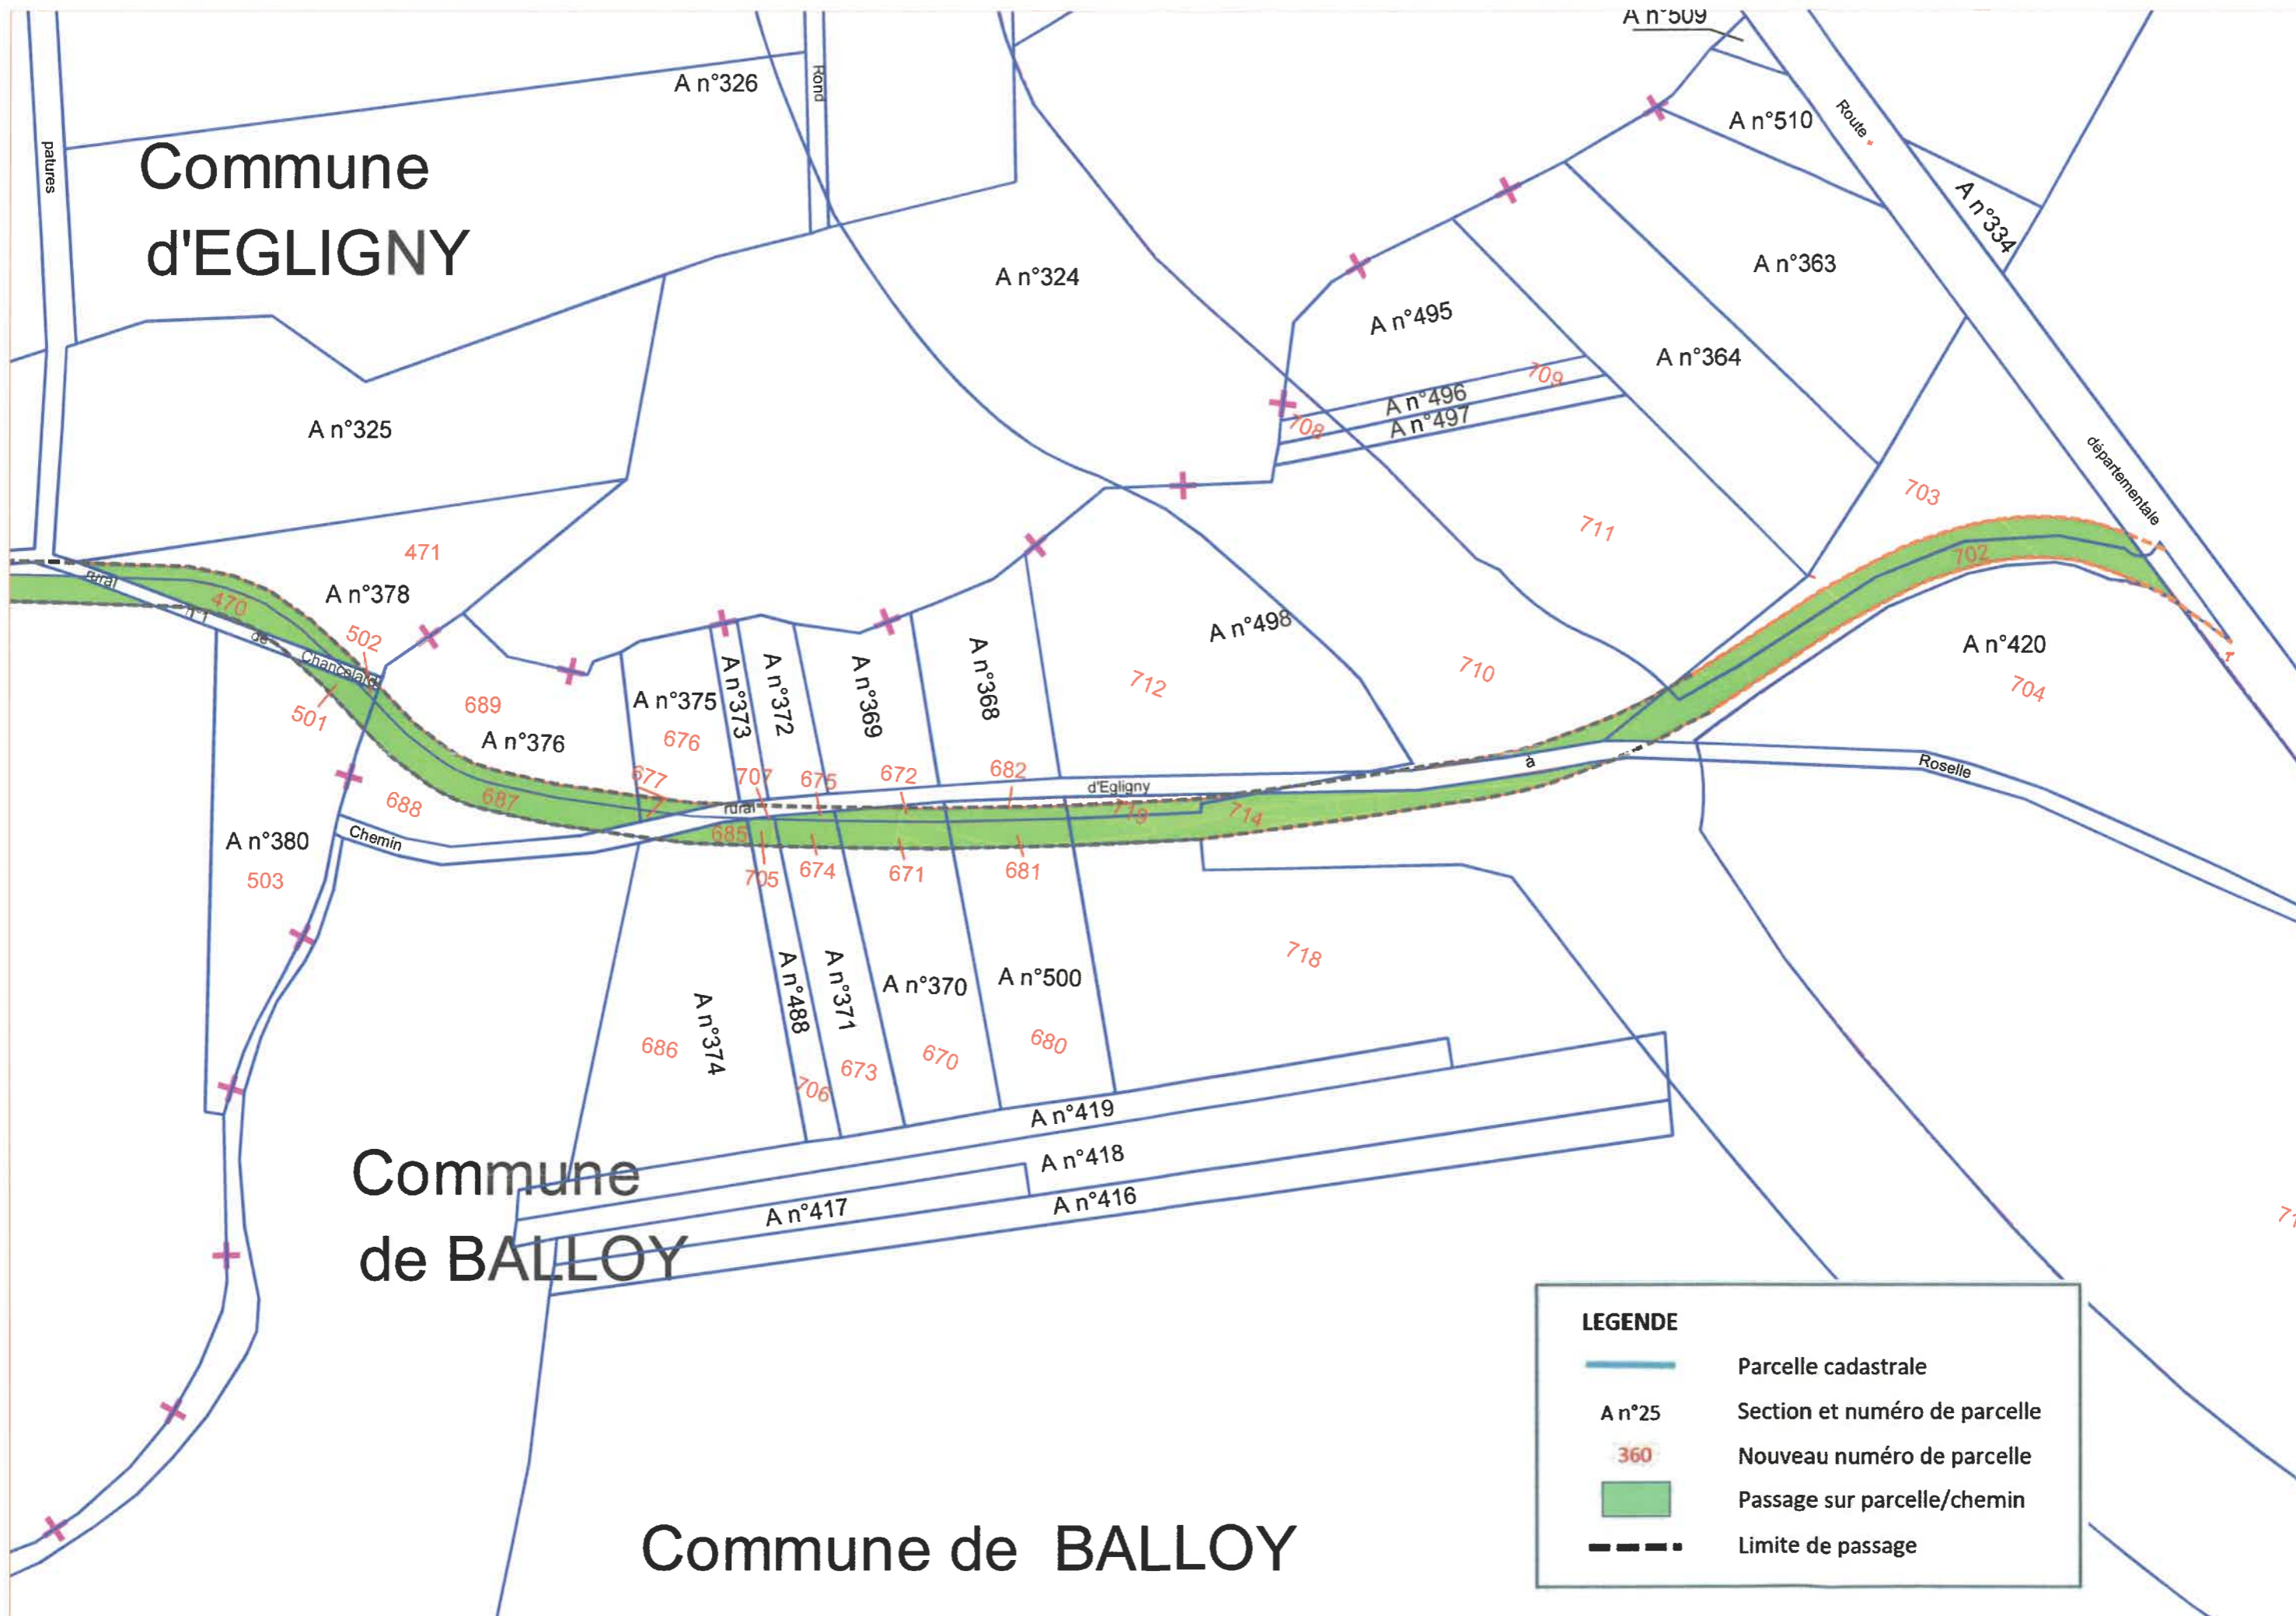 A n°509
A n°326
Rond
A n°510
Route
patures
Commune
d'EGLIGNY
A n°334
A n°324
A n°363
A n°495
A n°364
709
A n°496
708
A n°497
A n°325
départementale
703
711
471
702
rural
470
A n°378
n°1
de
502
Chancelard
A n°498
A n°420
704
710
712
501
689
A n°376
A n°375
676
A n°373
A n°372
A n°369
A n°368
677
707
675
672
682
d'Egligny
à
Roselle
688
687
rural
719
714
685
Chemin
A n°380
503
705
674
671
681
718
A n°374
686
A n°488
706
A n°371
673
A n°370
670
A n°500
680
A n°419
A n°418
A n°417
A n°416
Commune
de BALLOY
LEGENDE
Parcelle cadastrale
A n°25 Section et numéro de parcelle
360 Nouveau numéro de parcelle
Passage sur parcelle/chemin
Limite de passage
Commune de BALLOY